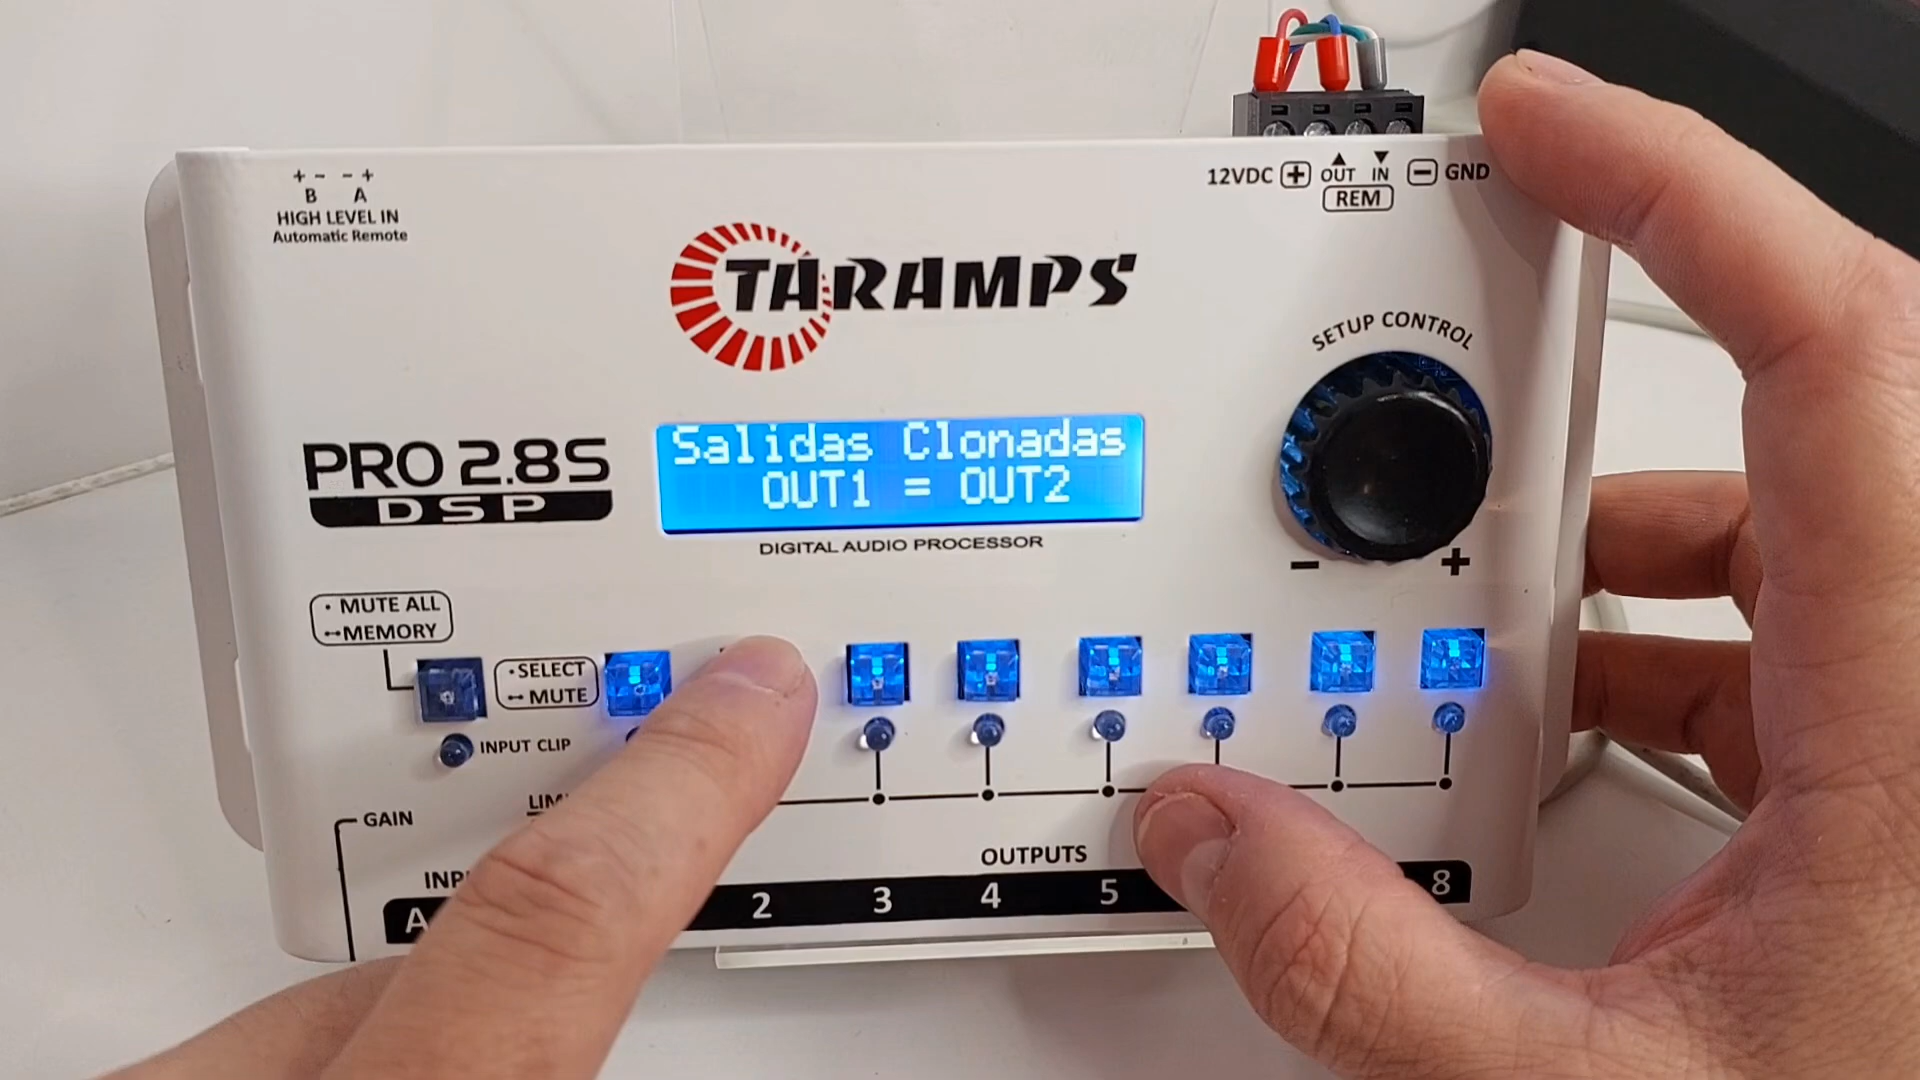 + - - +
B A
HIGH LEVEL IN
Automatic Remote
12VDC + OUT IN - GND
REM
TARAMPS
SETUP CONTROL
PRO 2.8S
DSP
Salidas Clonadas
OUT1 = OUT2
DIGITAL AUDIO PROCESSOR
- +
MUTE ALL
MEMORY
SELECT
MUTE
INPUT CLIP
GAIN
OUTPUTS
A 2 3 4 5 8